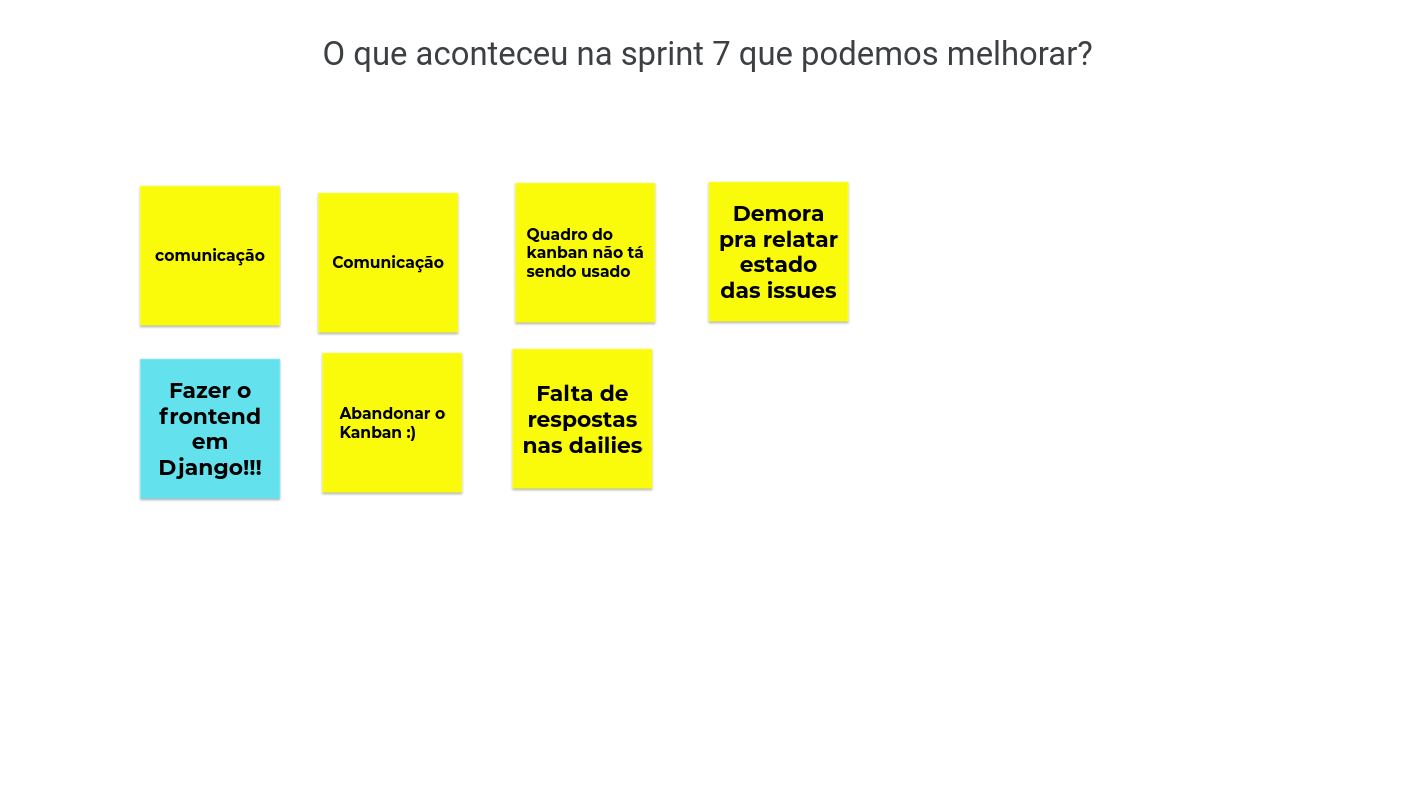 O que aconteceu na sprint 7 que podemos melhorar?
comunicação
Comunicação
Quadro do
kanban não tá
sendo usado
Demora
pra relatar
estado
das issues
Fazer o
frontend
em
Django!!!
Abandonar o
Kanban :)
Falta de
respostas
nas dailies